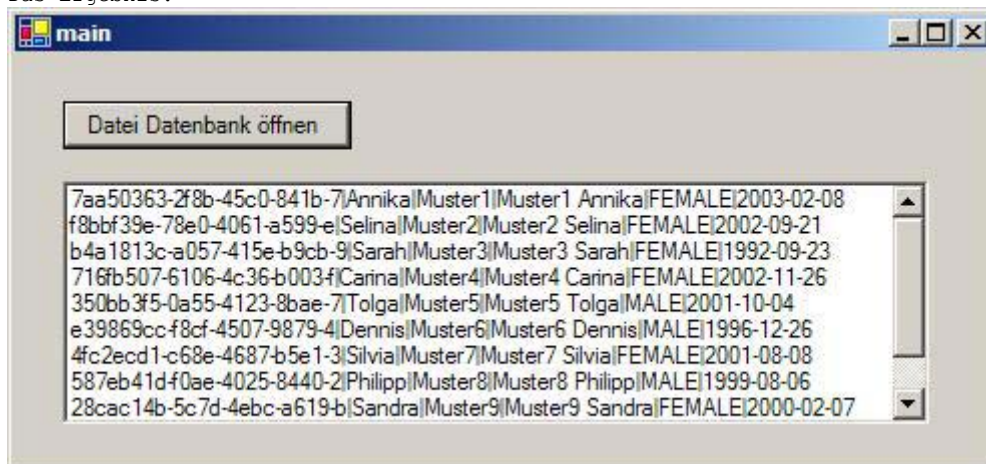 main
Datei Datenbank öffnen
7aa50363-2f8b-45c0-841b-7|Annika|Muster1|Muster1 Annika|FEMALE|2003-02-08
f8bbf39e-78e0-4061-a599-e|Selina|Muster2|Muster2 Selina|FEMALE|2002-09-21
b4a1813c-a057-415e-b9cb-9|Sarah|Muster3|Muster3 Sarah|FEMALE|1992-09-23
716fb507-6106-4c36-b003-f|Carina|Muster4|Muster4 Carina|FEMALE|2002-11-26
350bb3f5-0a55-4123-8bae-7|Tolga|Muster5|Muster5 Tolga|MALE|2001-10-04
e39869cc-f8cf-4507-9879-4|Dennis|Muster6|Muster6 Dennis|MALE|1996-12-26
4fc2ecd1-c68e-4687-b5e1-3|Silvia|Muster7|Muster7 Silvia|FEMALE|2001-08-08
587eb41d-f0ae-4025-8440-2|Philipp|Muster8|Muster8 Philipp|MALE|1999-08-06
28cac14b-5c7d-4ebc-a619-b|Sandra|Muster9|Muster9 Sandra|FEMALE|2000-02-07